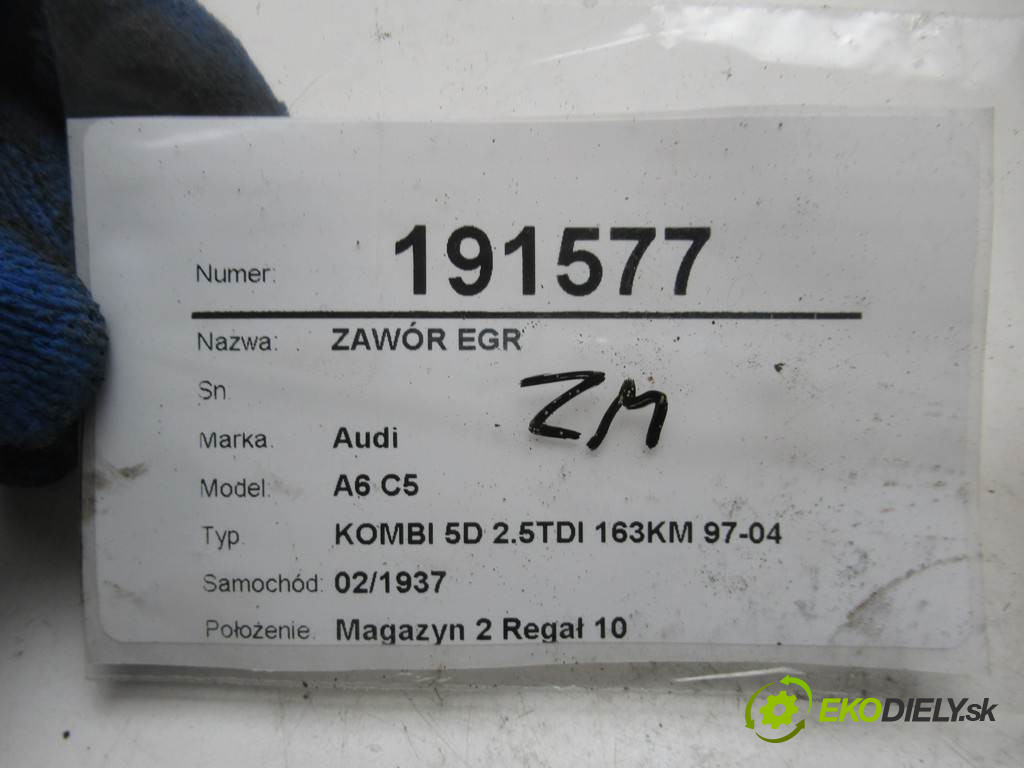 Numer: 191577
Nazwa: ZAWÓR EGR
Sn
ZM
Marka: Audi
Model: A6 C5
Typ KOMBI 5D 2.5TDI 163KM 97-04
Samochód: 02/1937
Położenie. Magazyn 2 Regał 10
EKODIELY.sk